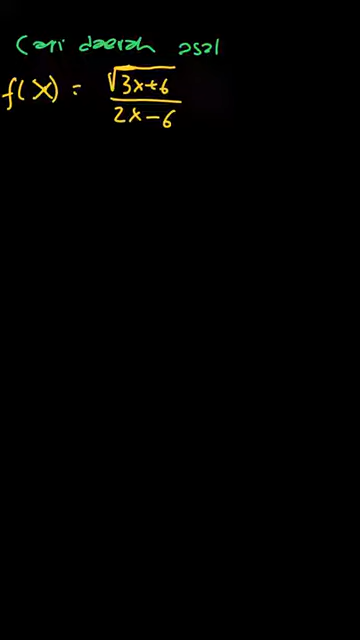 Cari daerah asal
f(x) = √(3x+6) / (2x-6)